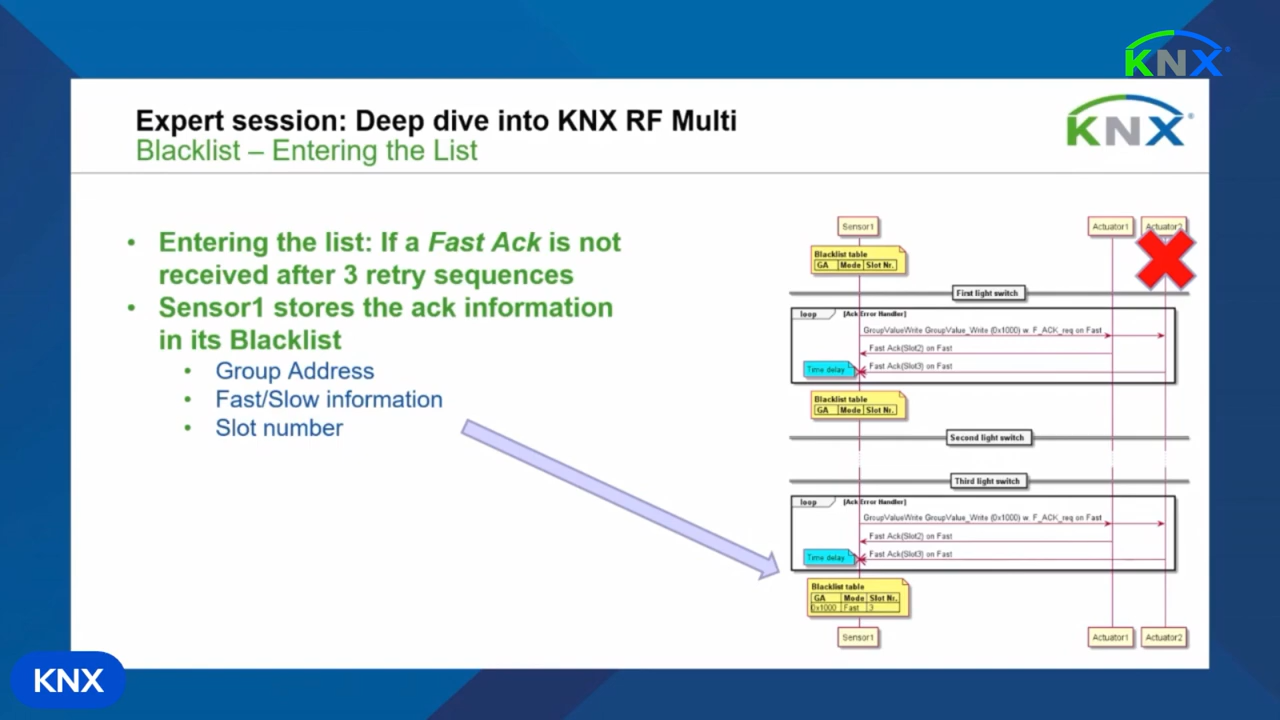 KNX
Expert session: Deep dive into KNX RF Multi
KNX
Blacklist – Entering the List
• Entering the list: If a Fast Ack is not
received after 3 retry sequences
• Sensor1 stores the ack information
in its Blacklist
• Group Address
• Fast/Slow information
• Slot number
Sensor1 Actuator1 Actuator2
Blacklist table
GA Mode Slot Nr.
First light switch
loop [Ack Error Handler]
GroupValueWrite GroupValue_Write (0x1000) w. F_ACK_req on Fast
Fast Ack(Slot2) on Fast
Fast Ack(Slot3) on Fast
Time delay
Blacklist table
GA Mode Slot Nr.
Second light switch
Third light switch
loop [Ack Error Handler]
GroupValueWrite GroupValue_Write (0x1000) w. F_ACK_req on Fast
Fast Ack(Slot2) on Fast
Fast Ack(Slot3) on Fast
Time delay
Blacklist table
GA Mode Slot Nr.
0x1000 Fast 3
Sensor1 Actuator1 Actuator2
KNX